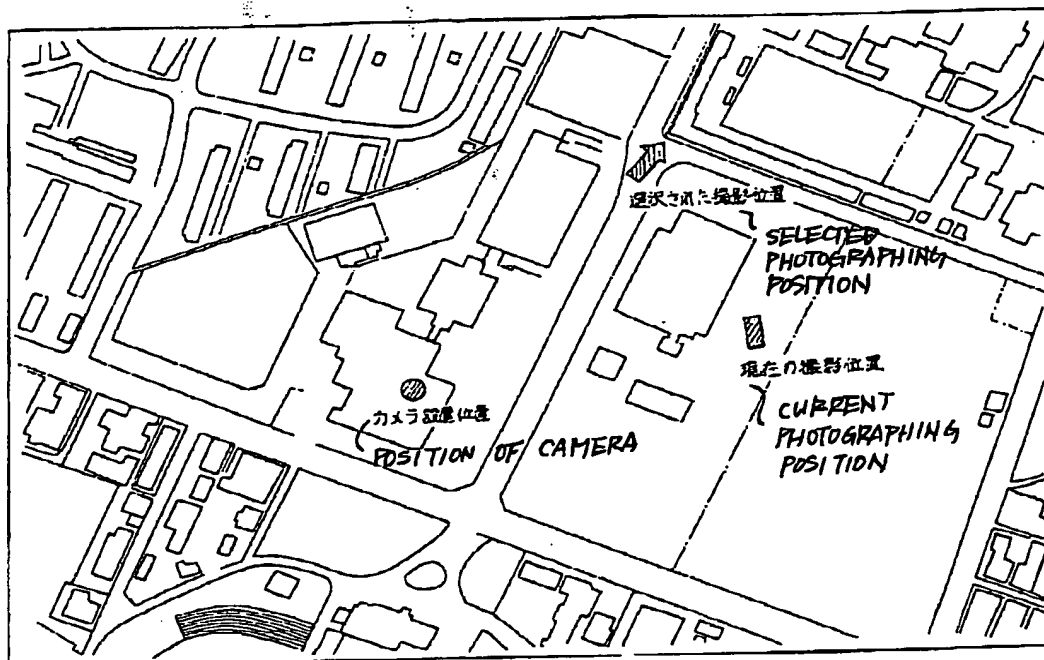 選択された撮影位置
SELECTED
PHOTOGRAPHING
POSITION
現在の撮影位置
CURRENT
PHOTOGRAPHING
POSITION
カメラ設置位置
POSITION OF CAMERA